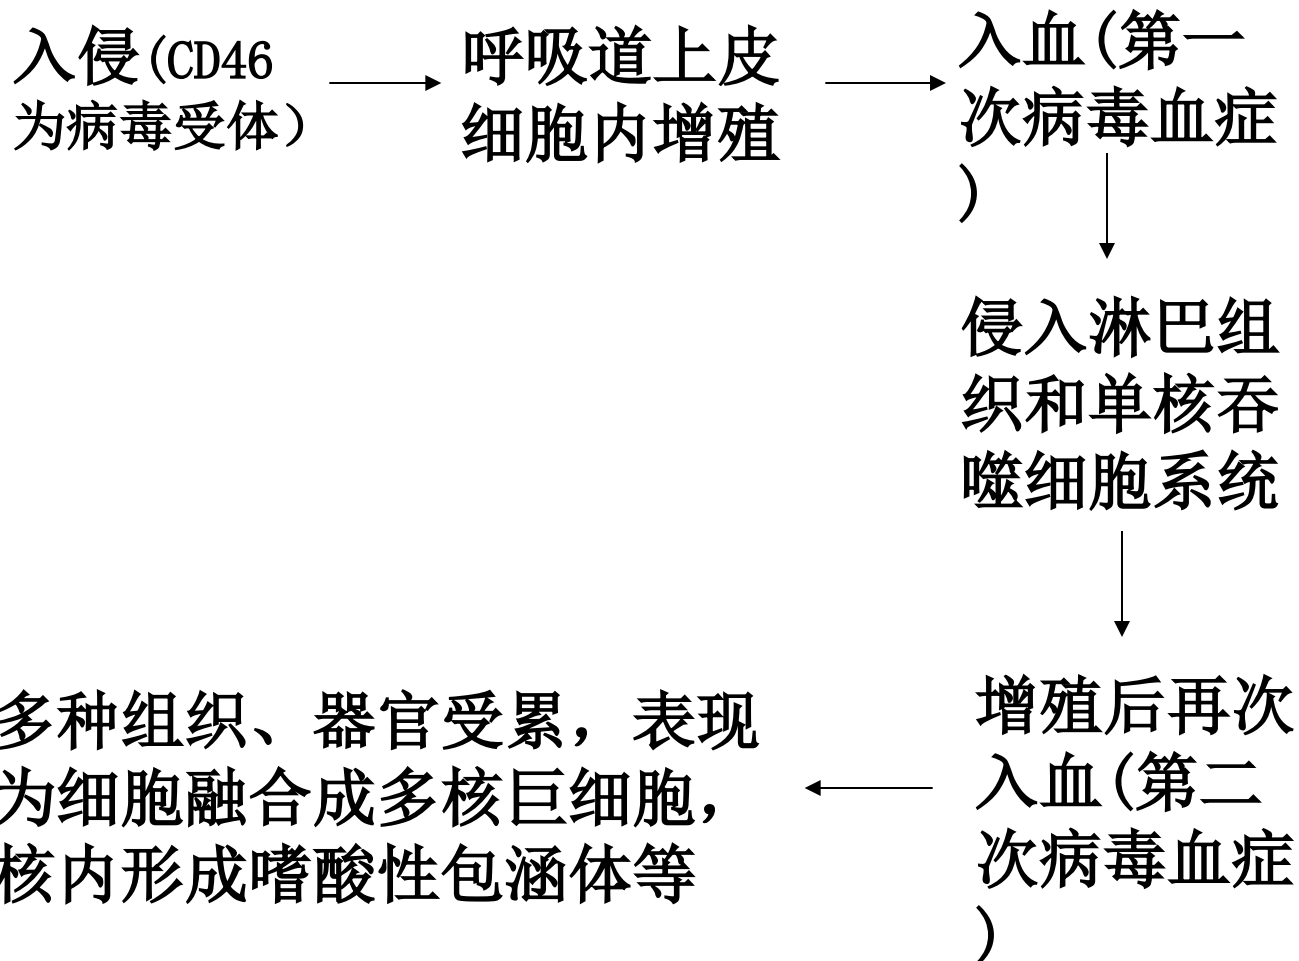 入侵(CD46
为病毒受体）
呼吸道上皮
细胞内增殖
入血(第一
次病毒血症
)
侵入淋巴组
织和单核吞
噬细胞系统
增殖后再次
入血(第二
次病毒血症
)
多种组织、器官受累，表现
为细胞融合成多核巨细胞，
核内形成嗜酸性包涵体等